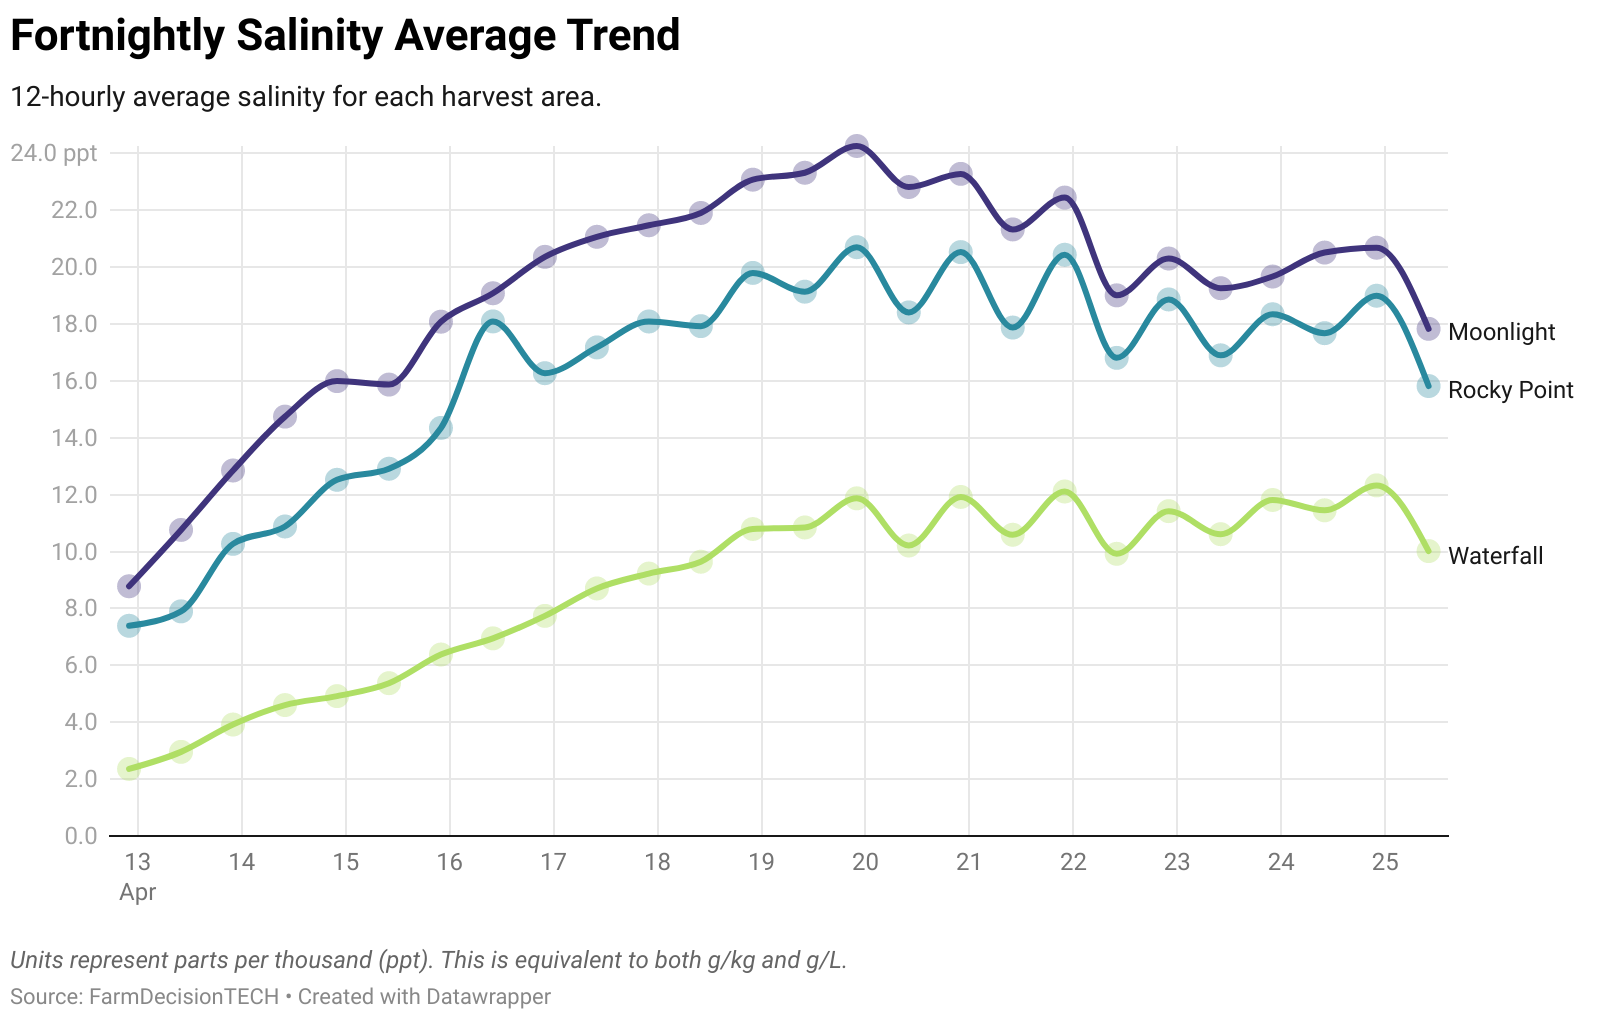 Fortnightly Salinity Average Trend
12-hourly average salinity for each harvest area.
24.0 ppt
22.0
20.0
18.0
16.0
14.0
12.0
10.0
8.0
6.0
4.0
2.0
0.0
Moonlight
Rocky Point
Waterfall
13 14 15 16 17 18 19 20 21 22 23 24 25
Apr
Units represent parts per thousand (ppt). This is equivalent to both g/kg and g/L.
Source: FarmDecisionTECH • Created with Datawrapper